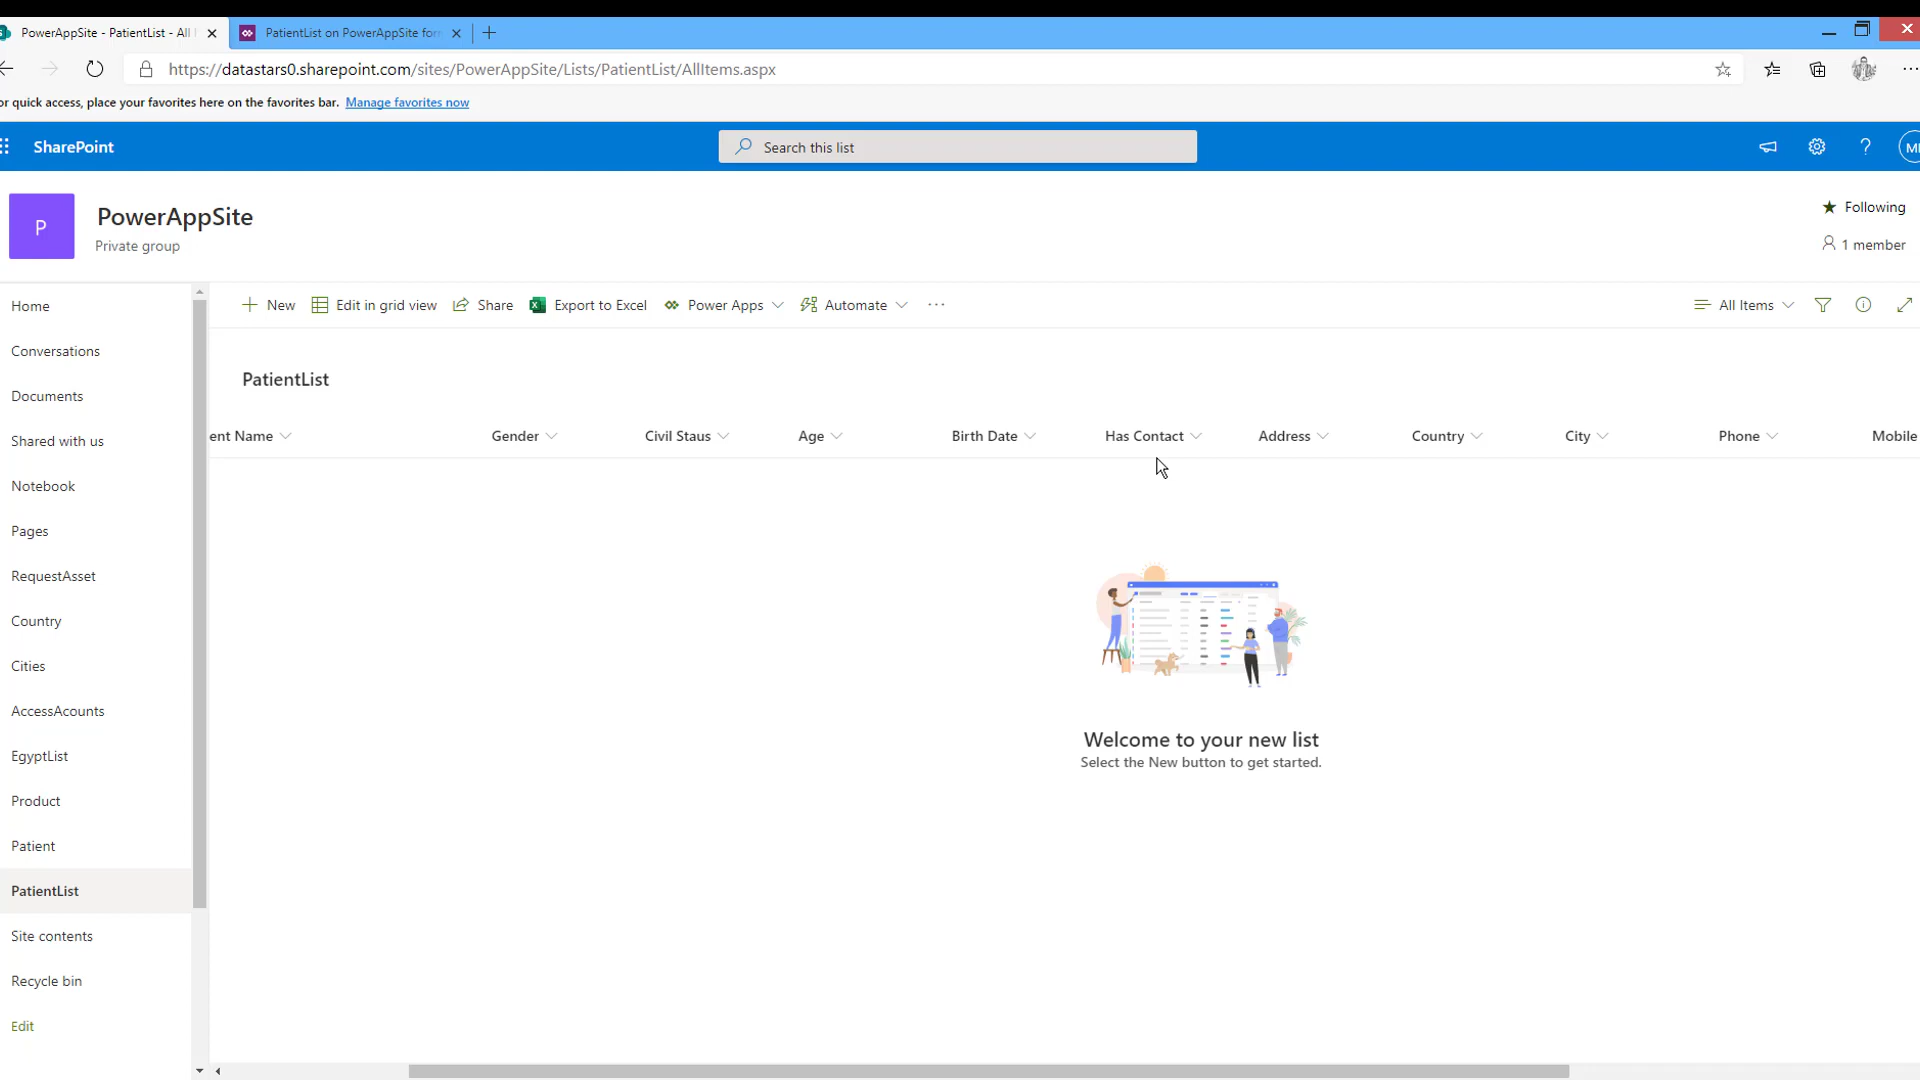 PowerAppSite - PatientList - All
PatientList on PowerAppSite for
https://datastars0.sharepoint.com/sites/PowerAppSite/Lists/PatientList/AllItems.aspx
or quick access, place your favorites here on the favorites bar. Manage favorites now
SharePoint
Search this list
P
PowerAppSite
Private group
Following
1 member
Home
Conversations
Documents
Shared with us
Notebook
Pages
RequestAsset
Country
Cities
AccessAcounts
EgyptList
Product
Patient
PatientList
Site contents
Recycle bin
Edit
New Edit in grid view Share Export to Excel Power Apps Automate ... All Items
PatientList
ent Name Gender Civil Staus Age Birth Date Has Contact Address Country City Phone Mobile
Welcome to your new list
Select the New button to get started.